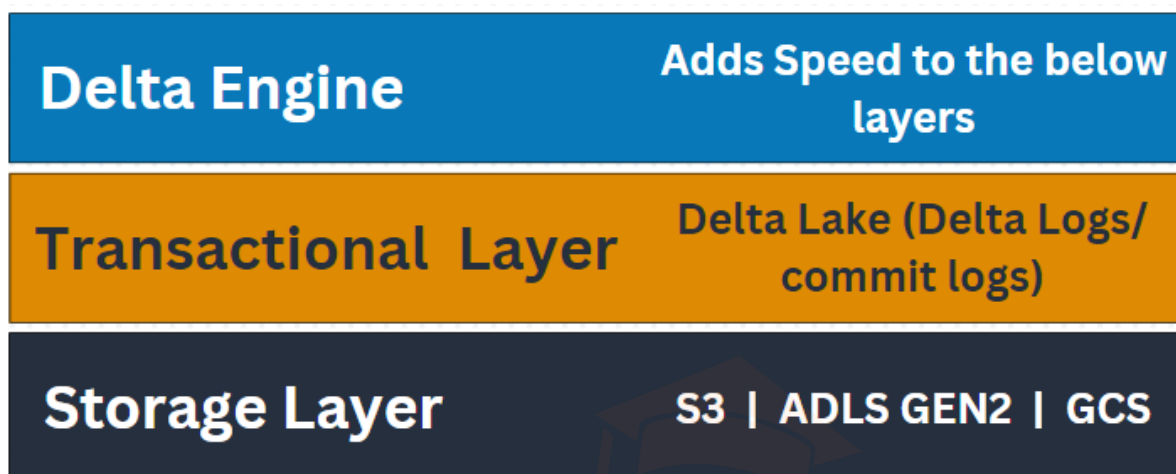 Delta Engine
Adds Speed to the below
layers
Transactional Layer
Delta Lake (Delta Logs/
commit logs)
Storage Layer
S3 | ADLS GEN2 | GCS